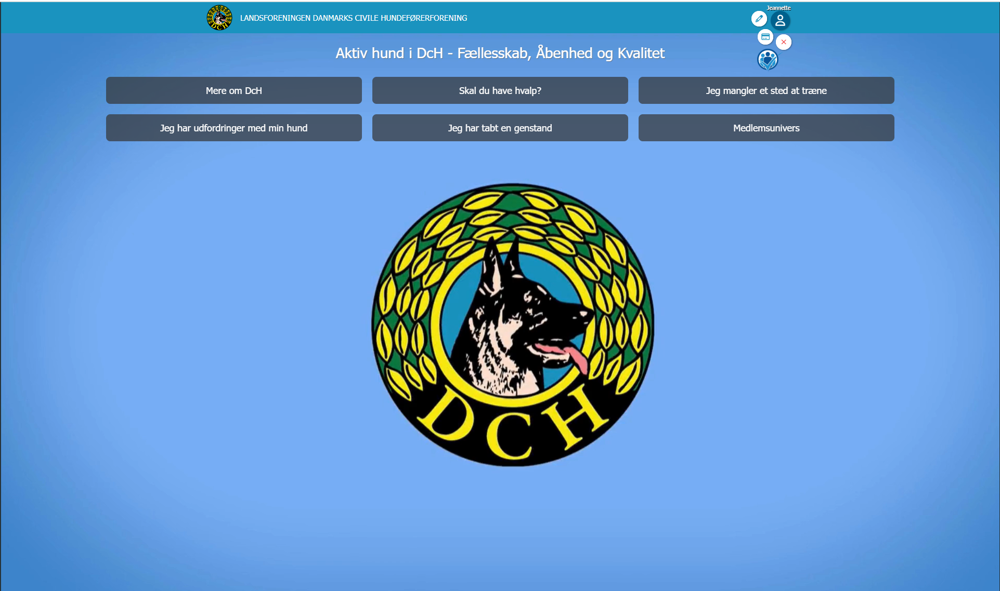 Jeannette
LANDSFORENINGEN DANMARKS CIVILE HUNDEFØRERFORENING
Aktiv hund i DcH - Fællesskab, Åbenhed og Kvalitet
Mere om DcH
Skal du have hvalp?
Jeg mangler et sted at træne
Jeg har udfordringer med min hund
Jeg har tabt en genstand
Medlemsunivers
DCH